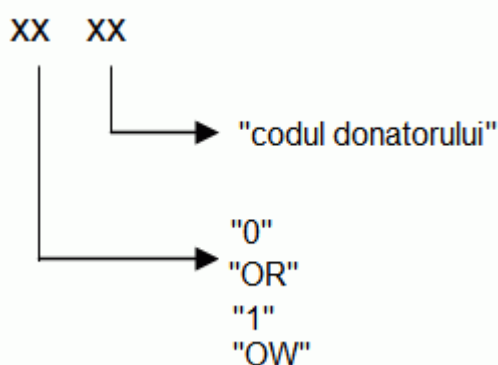 XX XX
"codul donatorului"
"0"
"OR"
"1"
"OW"